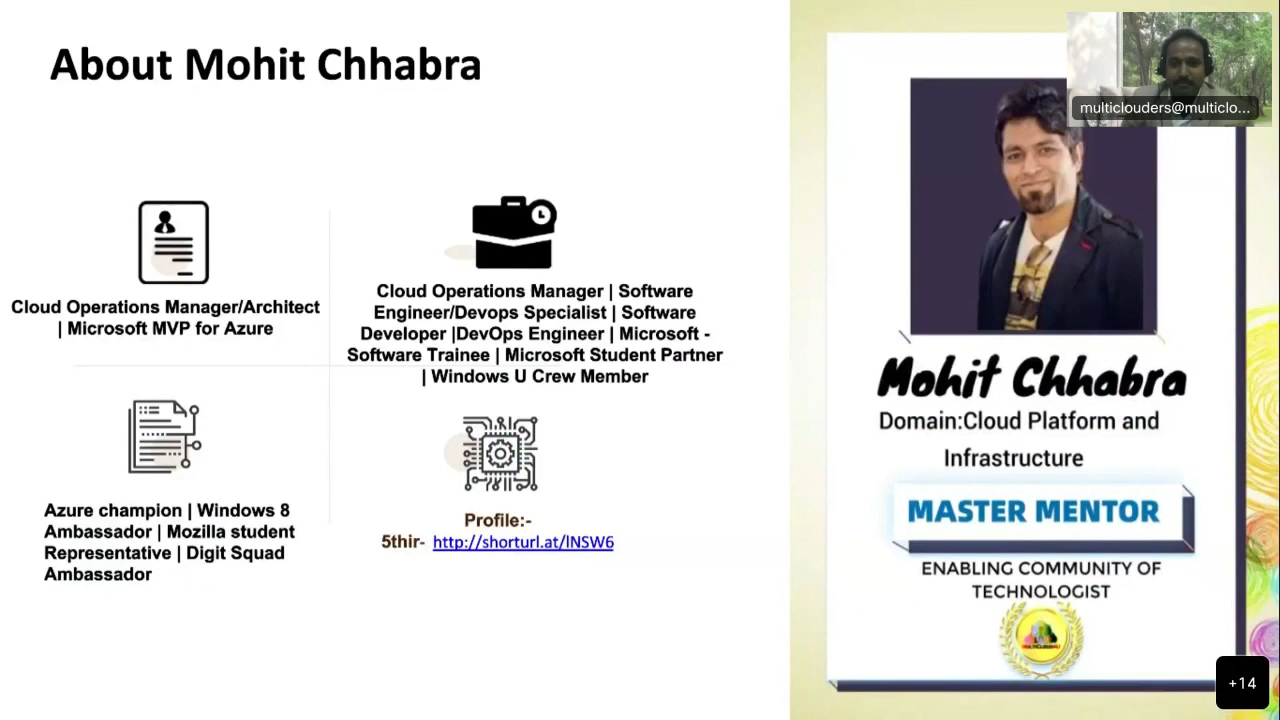 About Mohit Chhabra
Cloud Operations Manager/Architect
| Microsoft MVP for Azure
Cloud Operations Manager | Software
Engineer/Devops Specialist | Software
Developer |DevOps Engineer | Microsoft -
Software Trainee | Microsoft Student Partner
| Windows U Crew Member
Azure champion | Windows 8
Ambassador | Mozilla student
Representative | Digit Squad
Ambassador
Profile:-
5thir- http://shorturl.at/lNSW6
multiclouders@multiclo...
Mohit Chhabra
Domain:Cloud Platform and
Infrastructure
MASTER MENTOR
ENABLING COMMUNITY OF
TECHNOLOGIST
+14